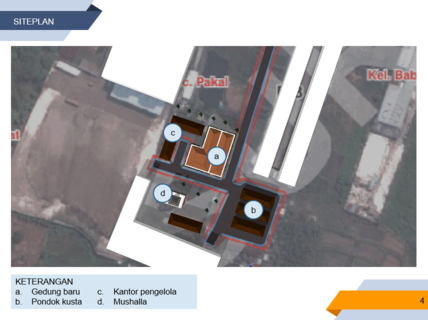 SITEPLAN
c. Pakal
Kel. Bab
c
a
d
b
KETERANGAN
a. Gedung baru c. Kantor pengelola
b. Pondok kusta d. Mushalla
4